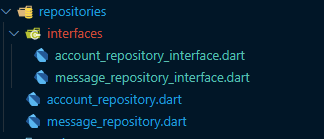 repositories
interfaces
account_repository_interface.dart
message_repository_interface.dart
account_repository.dart
message_repository.dart